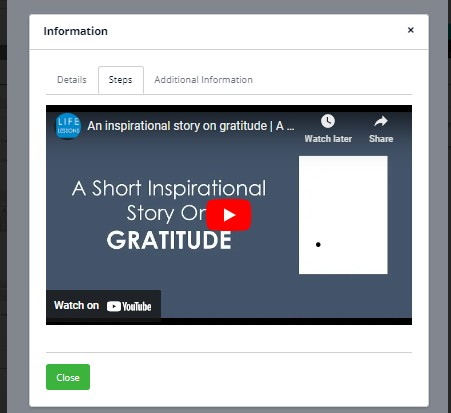 Information
×
Details Steps Additional Information
LIFE
LESSONS
An inspirational story on gratitude | A ...
Watch later Share
A Short Inspirational
Story On
GRATITUDE
Watch on YouTube
Close